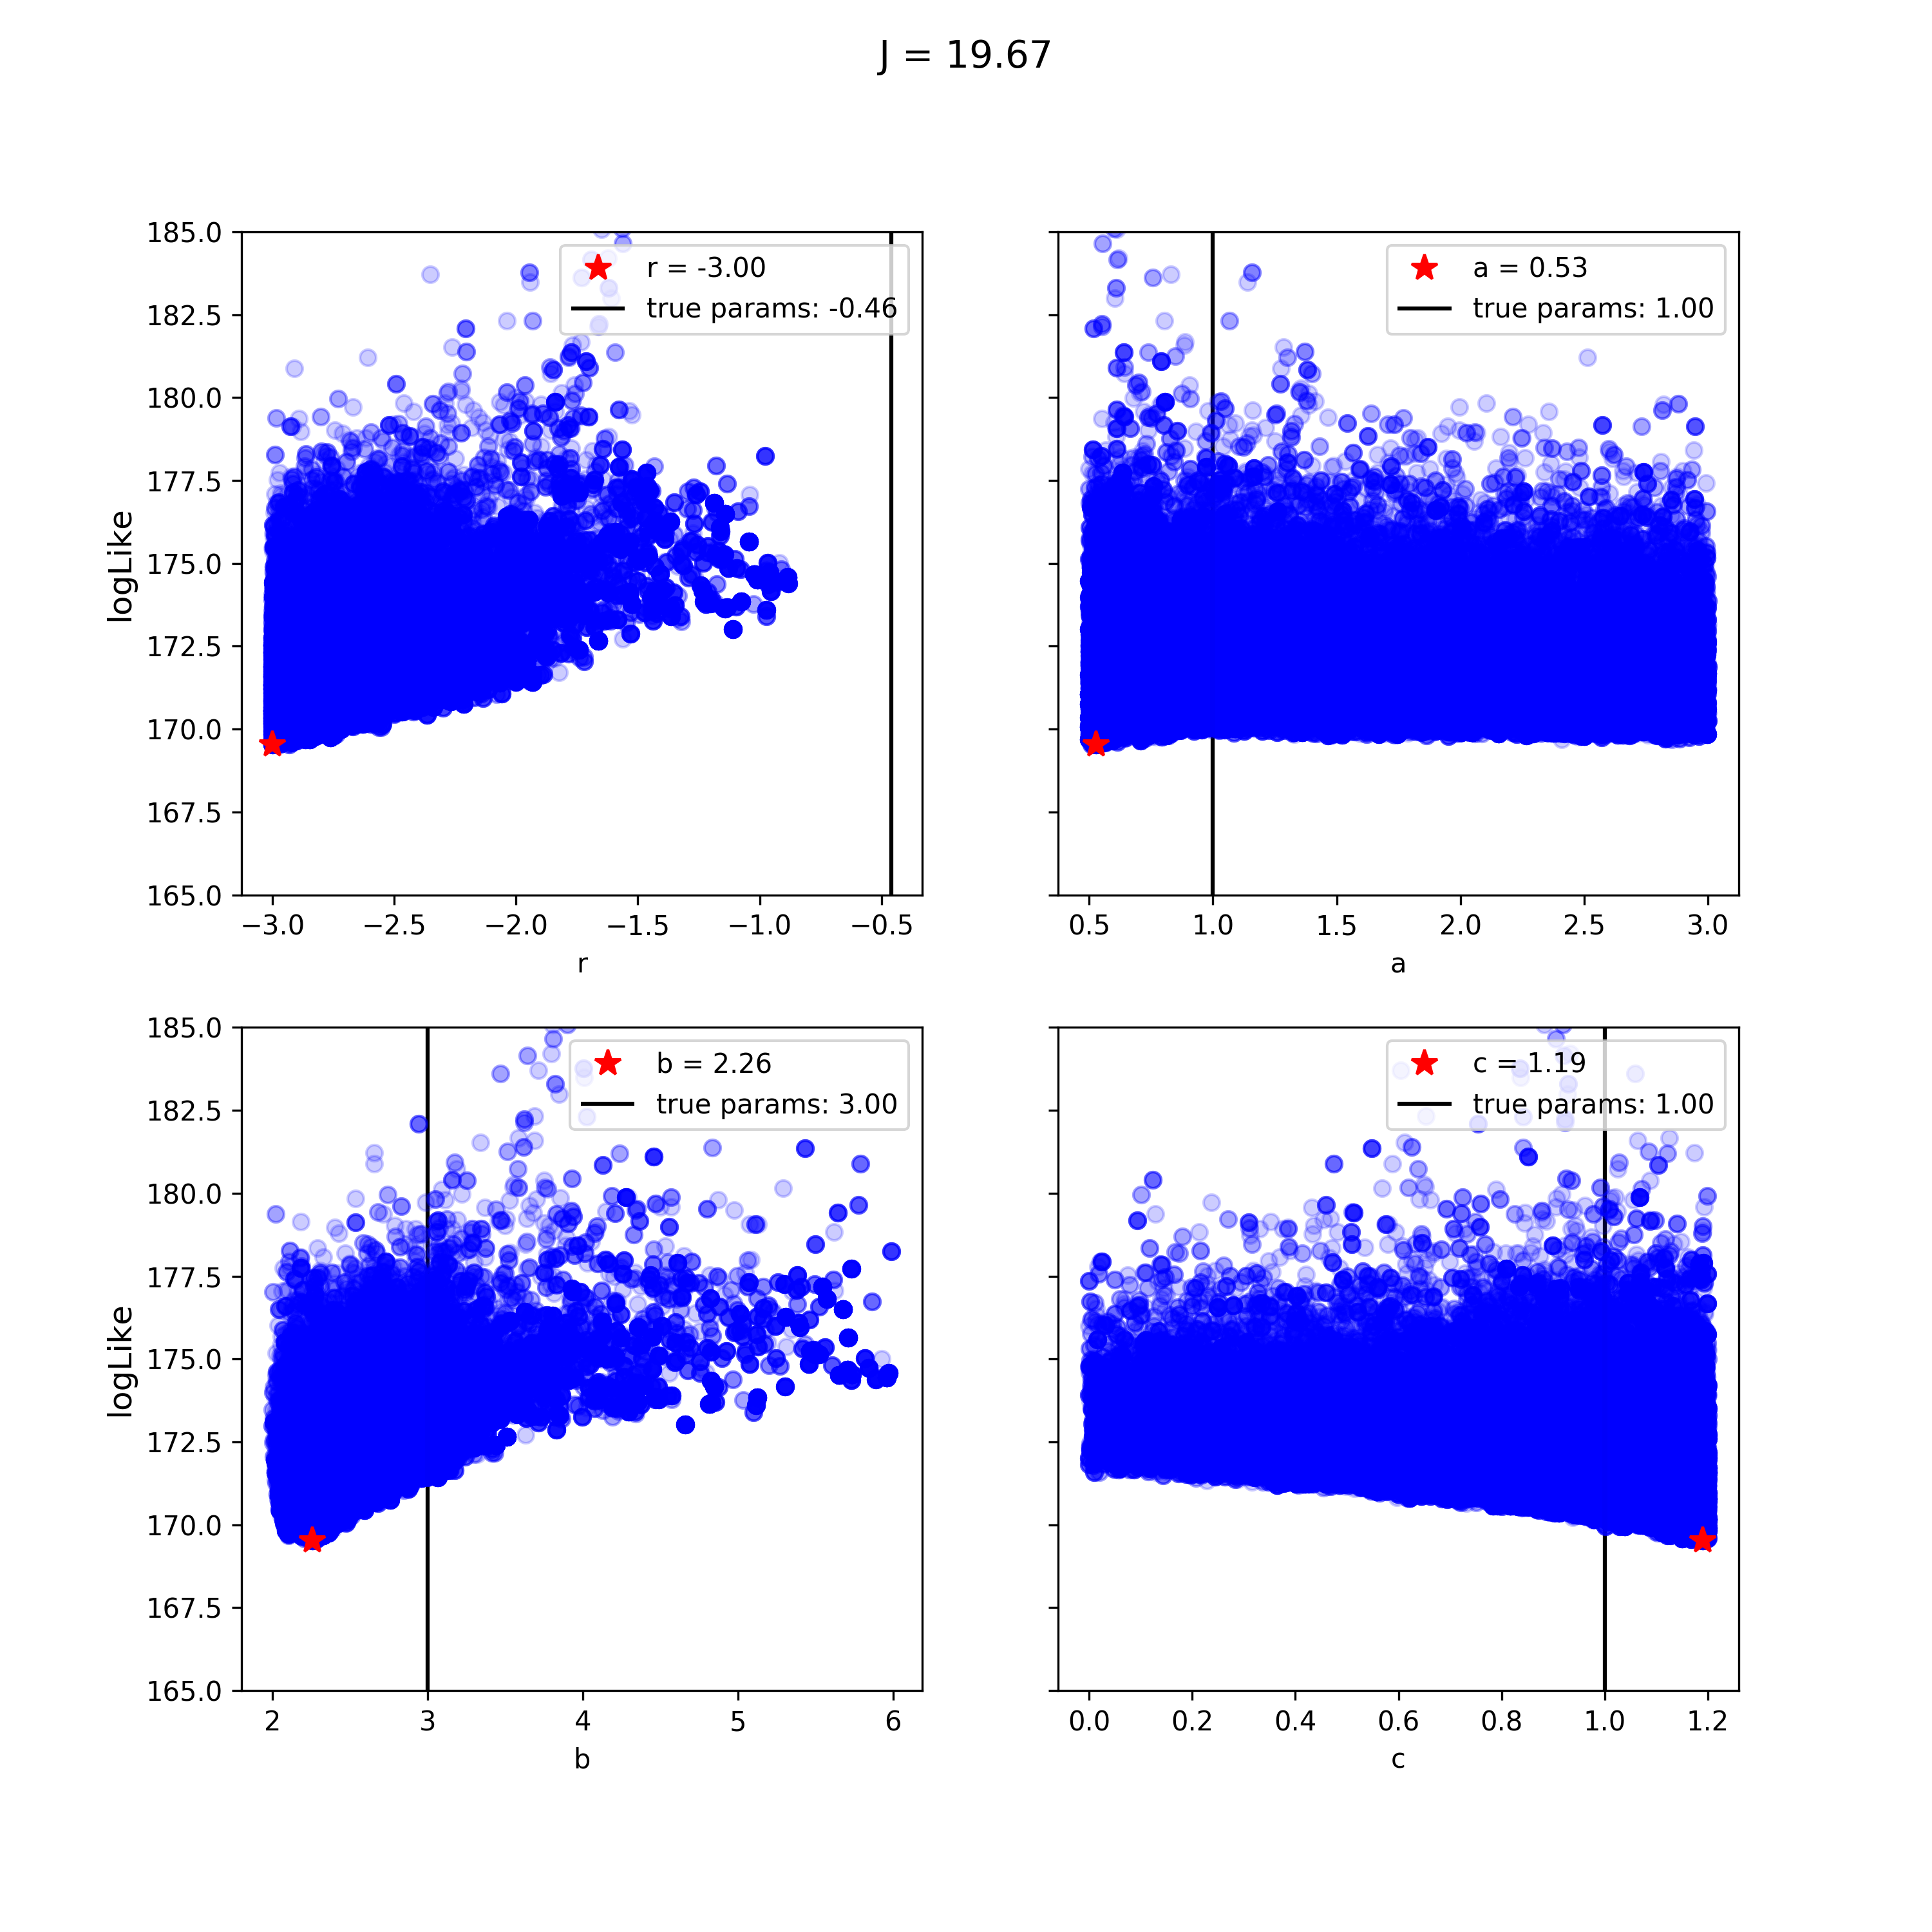 J = 19.67
185.0
182.5
180.0
177.5
175.0
172.5
170.0
167.5
165.0
logLike
−3.0 −2.5 −2.0 −1.5 −1.0 −0.5
r
r = -3.00
true params: -0.46
0.5 1.0 1.5 2.0 2.5 3.0
a
a = 0.53
true params: 1.00
185.0
182.5
180.0
177.5
175.0
172.5
170.0
167.5
165.0
logLike
2 3 4 5 6
b
b = 2.26
true params: 3.00
0.0 0.2 0.4 0.6 0.8 1.0 1.2
c
c = 1.19
true params: 1.00